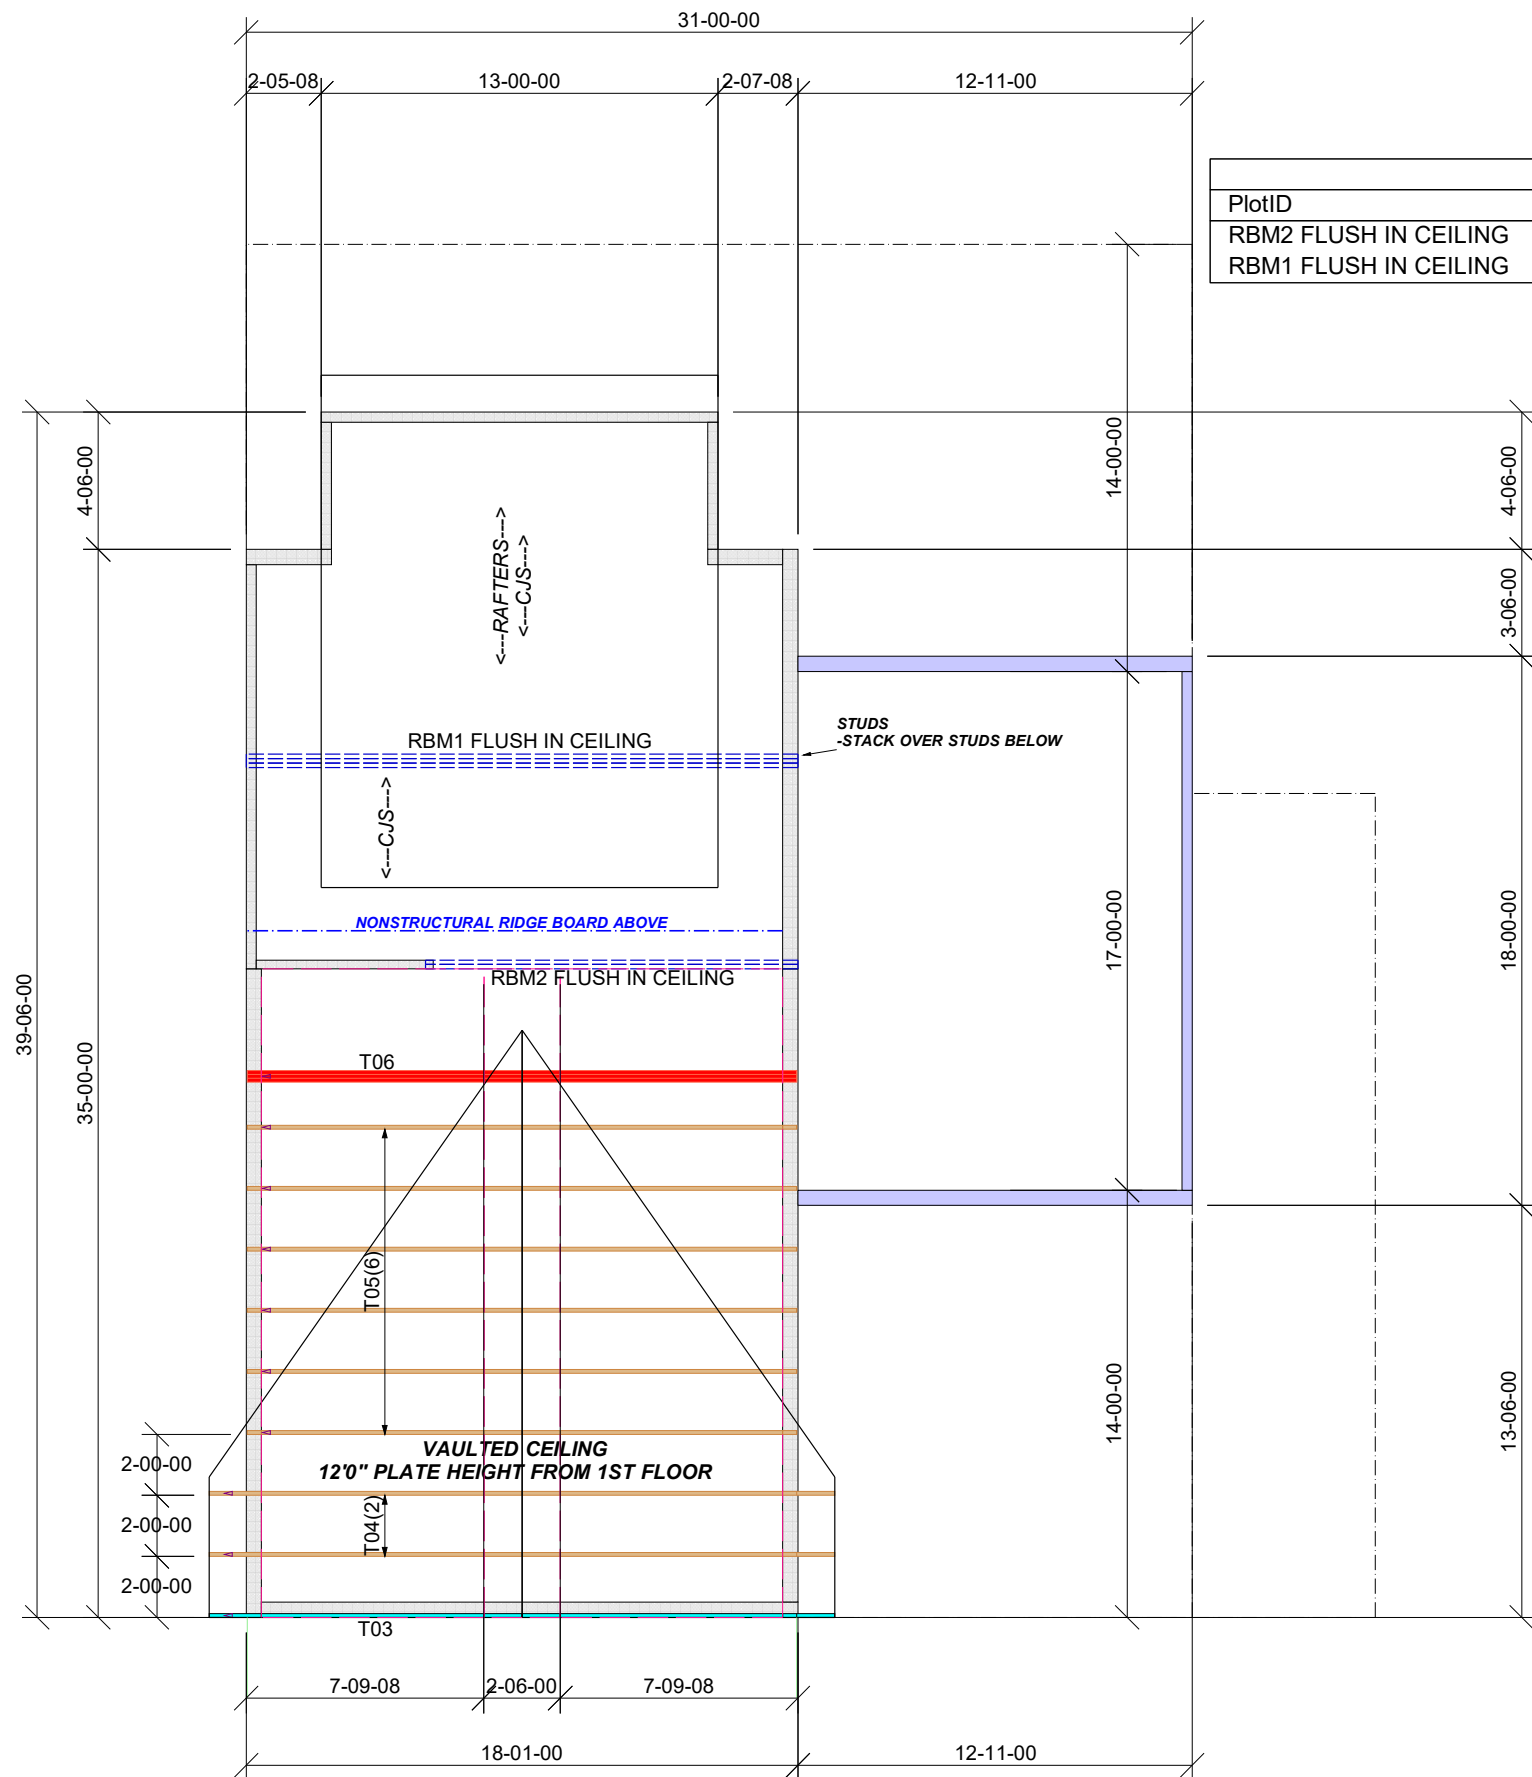 31-00-00
2-05-08
13-00-00
2-07-08
12-11-00
PlotID
RBM2 FLUSH IN CEILING
RBM1 FLUSH IN CEILING
4-06-00
14-00-00
4-06-00
<----RAFTERS---->
<----CJS---->
3-06-00
STUDS
-STACK OVER STUDS BELOW
RBM1 FLUSH IN CEILING
<----CJS---->
NONSTRUCTURAL RIDGE BOARD ABOVE
17-00-00
18-00-00
RBM2 FLUSH IN CEILING
39-06-00
35-00-00
T06
T05(6)
14-00-00
13-06-00
VAULTED CEILING
12'0" PLATE HEIGHT FROM 1ST FLOOR
2-00-00
2-00-00
T04(2)
2-00-00
T03
7-09-08
2-06-00
7-09-08
18-01-00
12-11-00